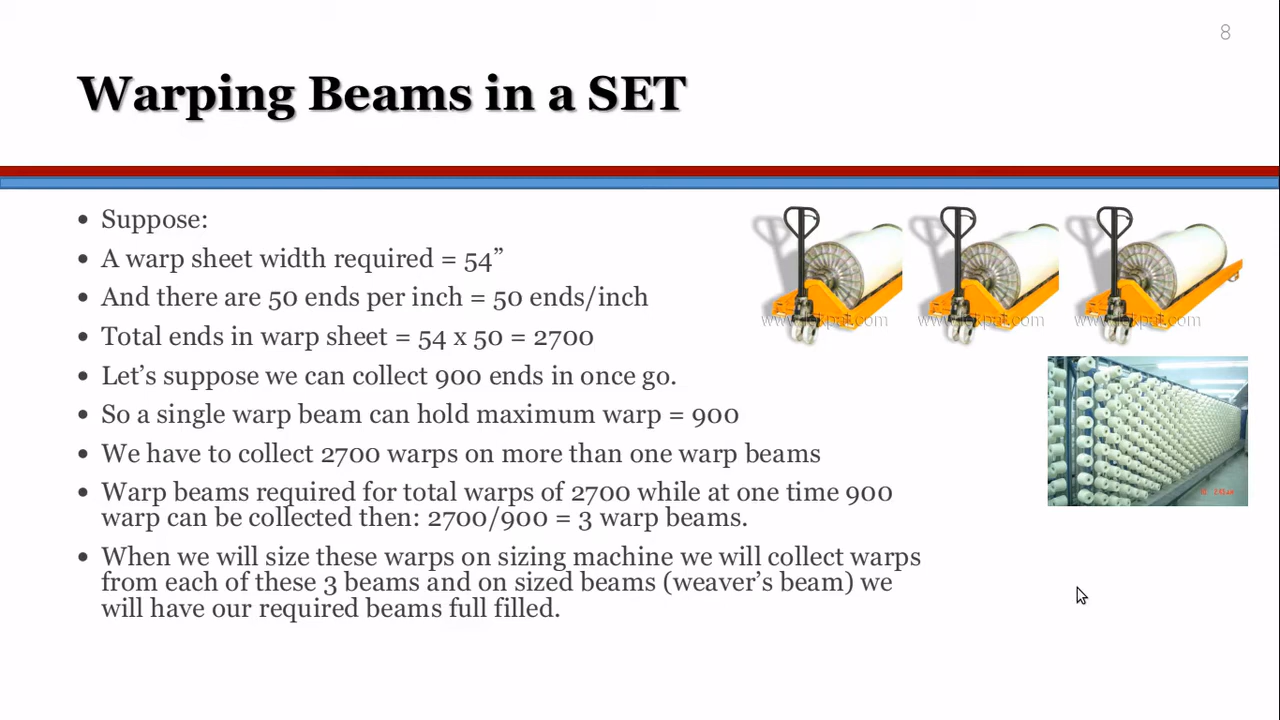 8
Warping Beams in a SET
• Suppose:
• A warp sheet width required = 54”
• And there are 50 ends per inch = 50 ends/inch
• Total ends in warp sheet = 54 x 50 = 2700
• Let’s suppose we can collect 900 ends in once go.
• So a single warp beam can hold maximum warp = 900
• We have to collect 2700 warps on more than one warp beams
• Warp beams required for total warps of 2700 while at one time 900
warp can be collected then: 2700/900 = 3 warp beams.
• When we will size these warps on sizing machine we will collect warps
from each of these 3 beams and on sized beams (weaver’s beam) we
will have our required beams full filled.